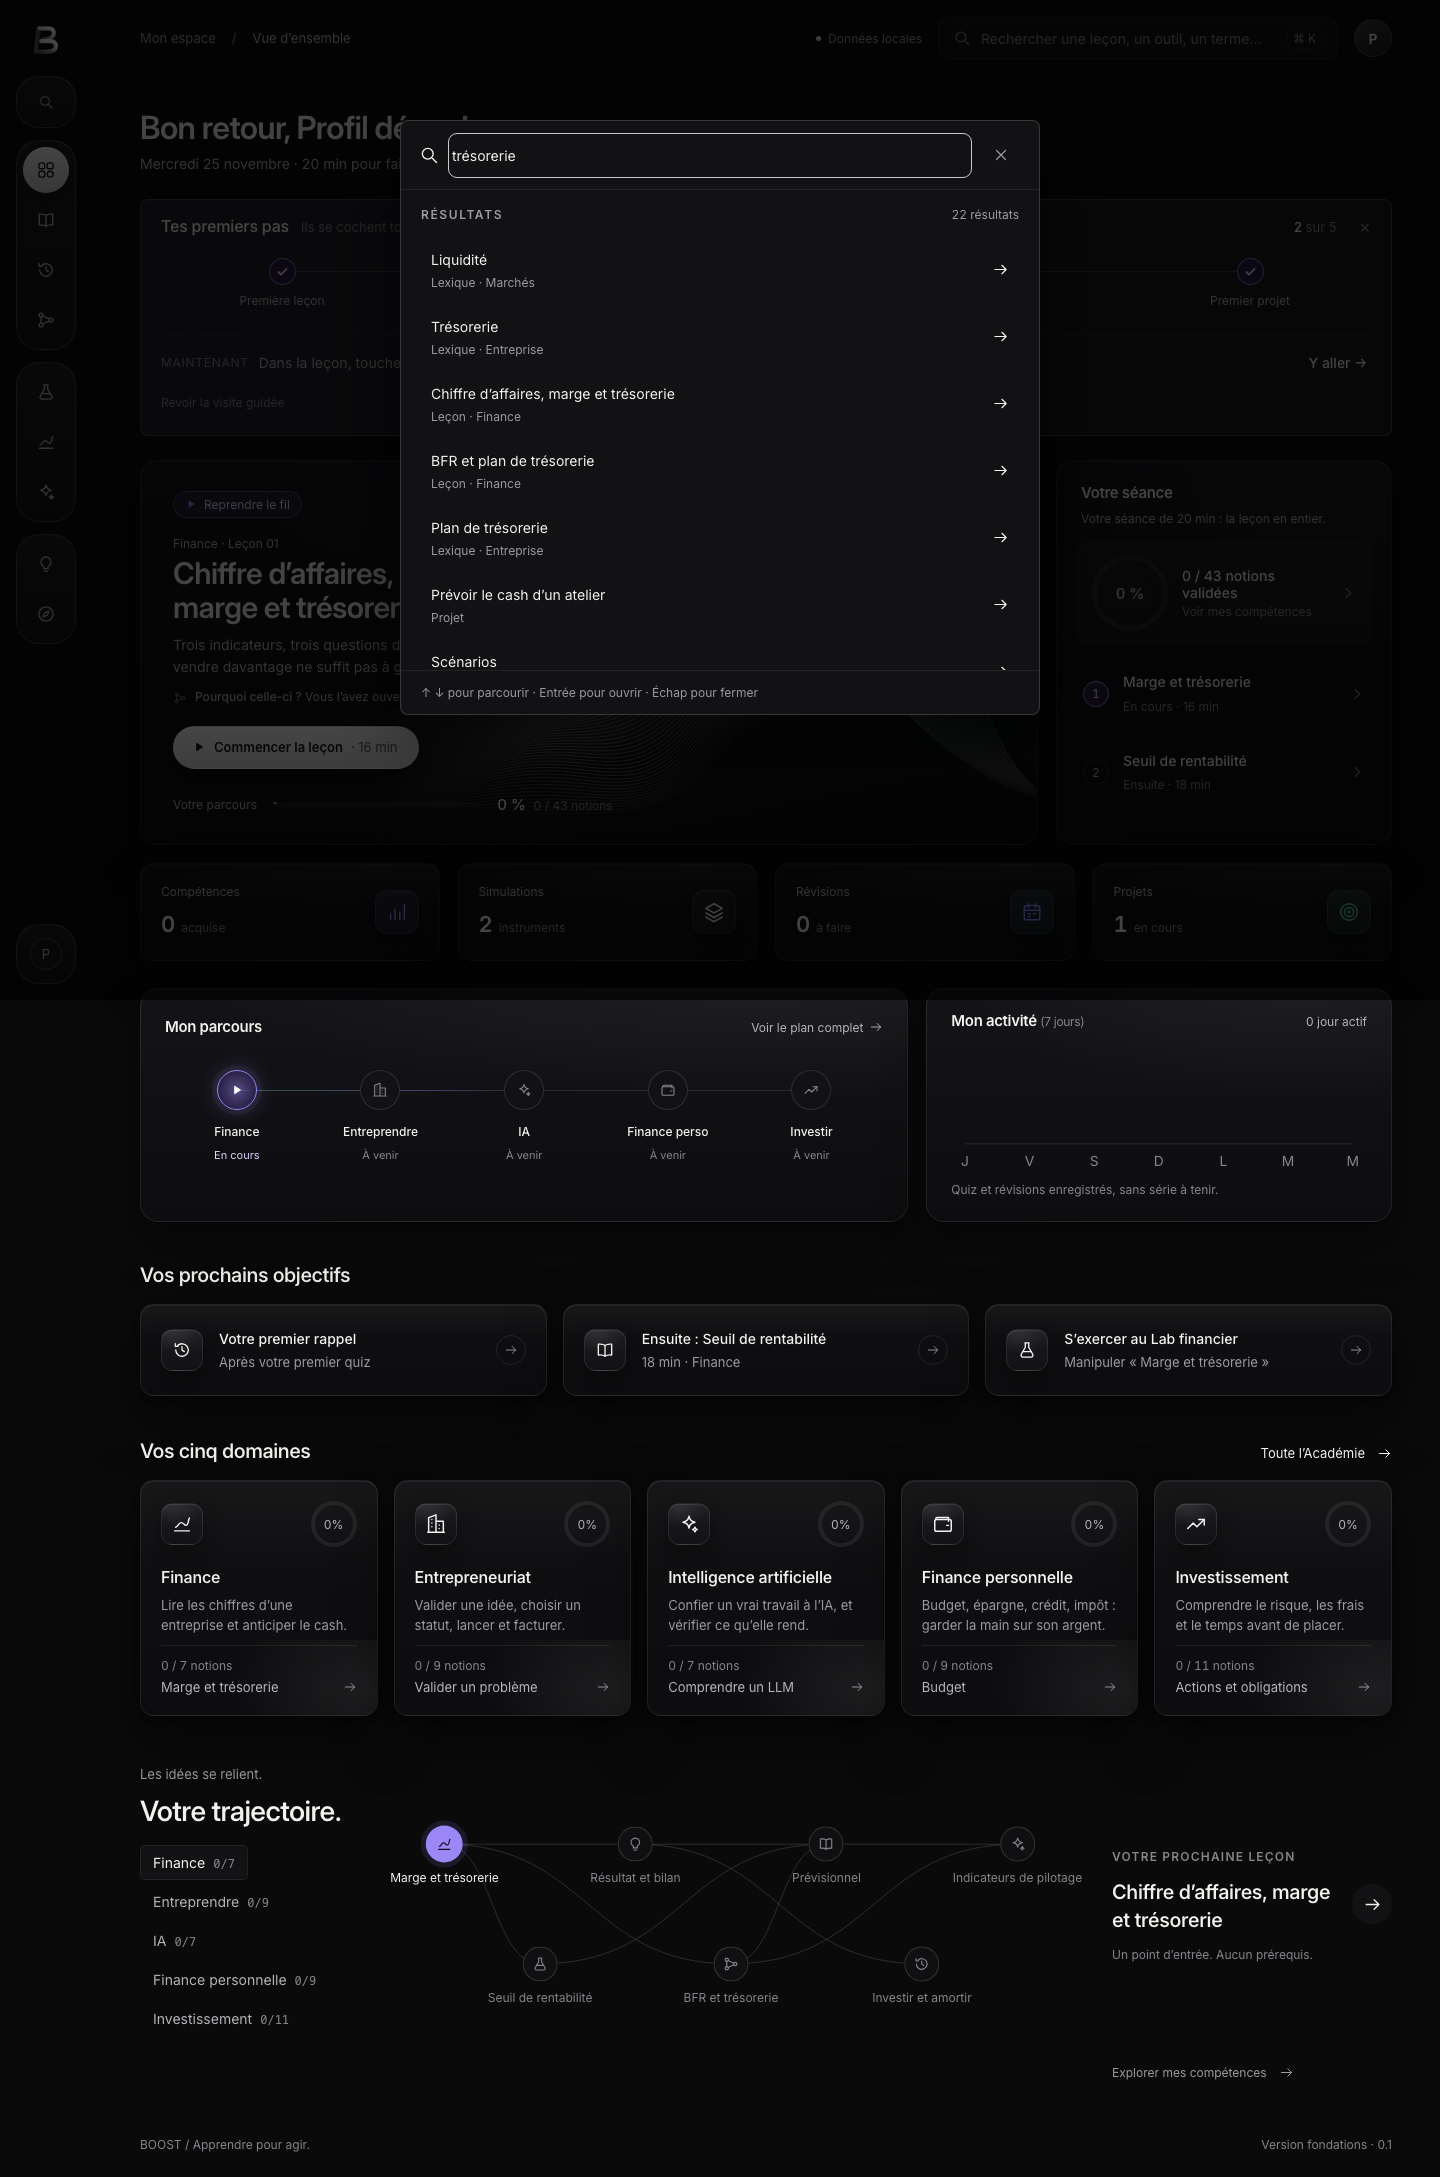 Mon espace / Vue d’ensemble
Données locales
Rechercher une leçon, un outil, un terme... ⌘ K
P
Bon retour, Profil
Mercredi 25 novembre · 20 min pour
trésorerie
RÉSULTATS
22 résultats
Liquidité
Lexique · Marchés
Trésorerie
Lexique · Entreprise
Chiffre d’affaires, marge et trésorerie
Leçon · Finance
BFR et plan de trésorerie
Leçon · Finance
Plan de trésorerie
Lexique · Entreprise
Prévoir le cash d’un atelier
Projet
Scénarios
↑ ↓ pour parcourir · Entrée pour ouvrir · Échap pour fermer
Tes premiers pas Ils se cochent
2 sur 5
Première leçon
Premier projet
MAINTENANT Dans la leçon, touche
Y aller →
Revoir la visite guidée
Reprendre le fil
Finance · Leçon 01
Chiffre d’affaires,
marge et
Trois indicateurs, trois questions
vendre davantage ne suffit pas à
Pourquoi celle-ci ? Vous l’avez
Commencer la leçon · 16 min
Votre parcours 0 % 0 / 43 notions
Votre séance
Votre séance de 20 min : la leçon en entier.
0 %
0 / 43 notions
validées
Voir mes compétences
1 Marge et trésorerie
En cours · 16 min
2 Seuil de rentabilité
Ensuite · 18 min
Compétences
0 acquise
Simulations
2 instruments
Révisions
0 à faire
Projets
1 en cours
P
Mon parcours
Voir le plan complet →
Finance
En cours
Entreprendre
À venir
IA
À venir
Finance perso
À venir
Investir
À venir
Mon activité (7 jours)
0 jour actif
J V S D L M M
Quiz et révisions enregistrés, sans série à tenir.
Vos prochains objectifs
Votre premier rappel
Après votre premier quiz
Ensuite : Seuil de rentabilité
18 min · Finance
S’exercer au Lab financier
Manipuler « Marge et trésorerie »
Vos cinq domaines
Toute l’Académie →
0%
Finance
Lire les chiffres d’une
entreprise et anticiper le cash.
0 / 7 notions
Marge et trésorerie →
0%
Entrepreneuriat
Valider une idée, choisir un
statut, lancer et facturer.
0 / 9 notions
Valider un problème →
0%
Intelligence artificielle
Confier un vrai travail à l’IA, et
vérifier ce qu’elle rend.
0 / 7 notions
Comprendre un LLM →
0%
Finance personnelle
Budget, épargne, crédit, impôt :
garder la main sur son argent.
0 / 9 notions
Budget →
0%
Investissement
Comprendre le risque, les frais
et le temps avant de placer.
0 / 11 notions
Actions et obligations →
Les idées se relient.
Votre trajectoire.
Finance 0/7
Entreprendre 0/9
IA 0/7
Finance personnelle 0/9
Investissement 0/11
Marge et trésorerie
Résultat et bilan
Prévisionnel
Indicateurs de pilotage
Seuil de rentabilité
BFR et trésorerie
Investir et amortir
VOTRE PROCHAINE LEÇON
Chiffre d’affaires, marge
et trésorerie
Un point d’entrée. Aucun prérequis.
Explorer mes compétences →
BOOST / Apprendre pour agir.
Version fondations · 0.1